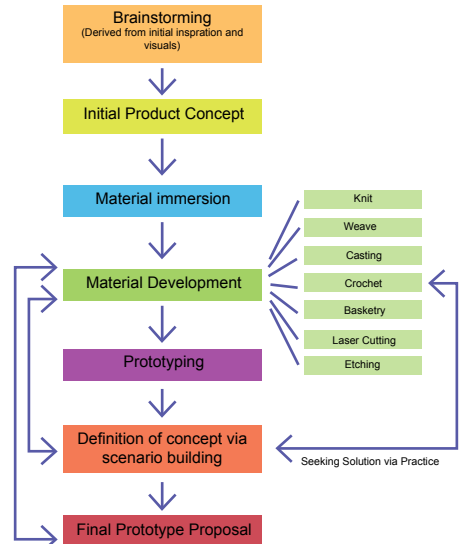 Brainstorming
(Derived from initial inspration and
visuals)
Initial Product Concept
Material immersion
Knit
Weave
Casting
Material Development
Crochet
Basketry
Laser Cutting
Etching
Prototyping
Definition of concept via
scenario building
Seeking Solution via Practice
Final Prototype Proposal